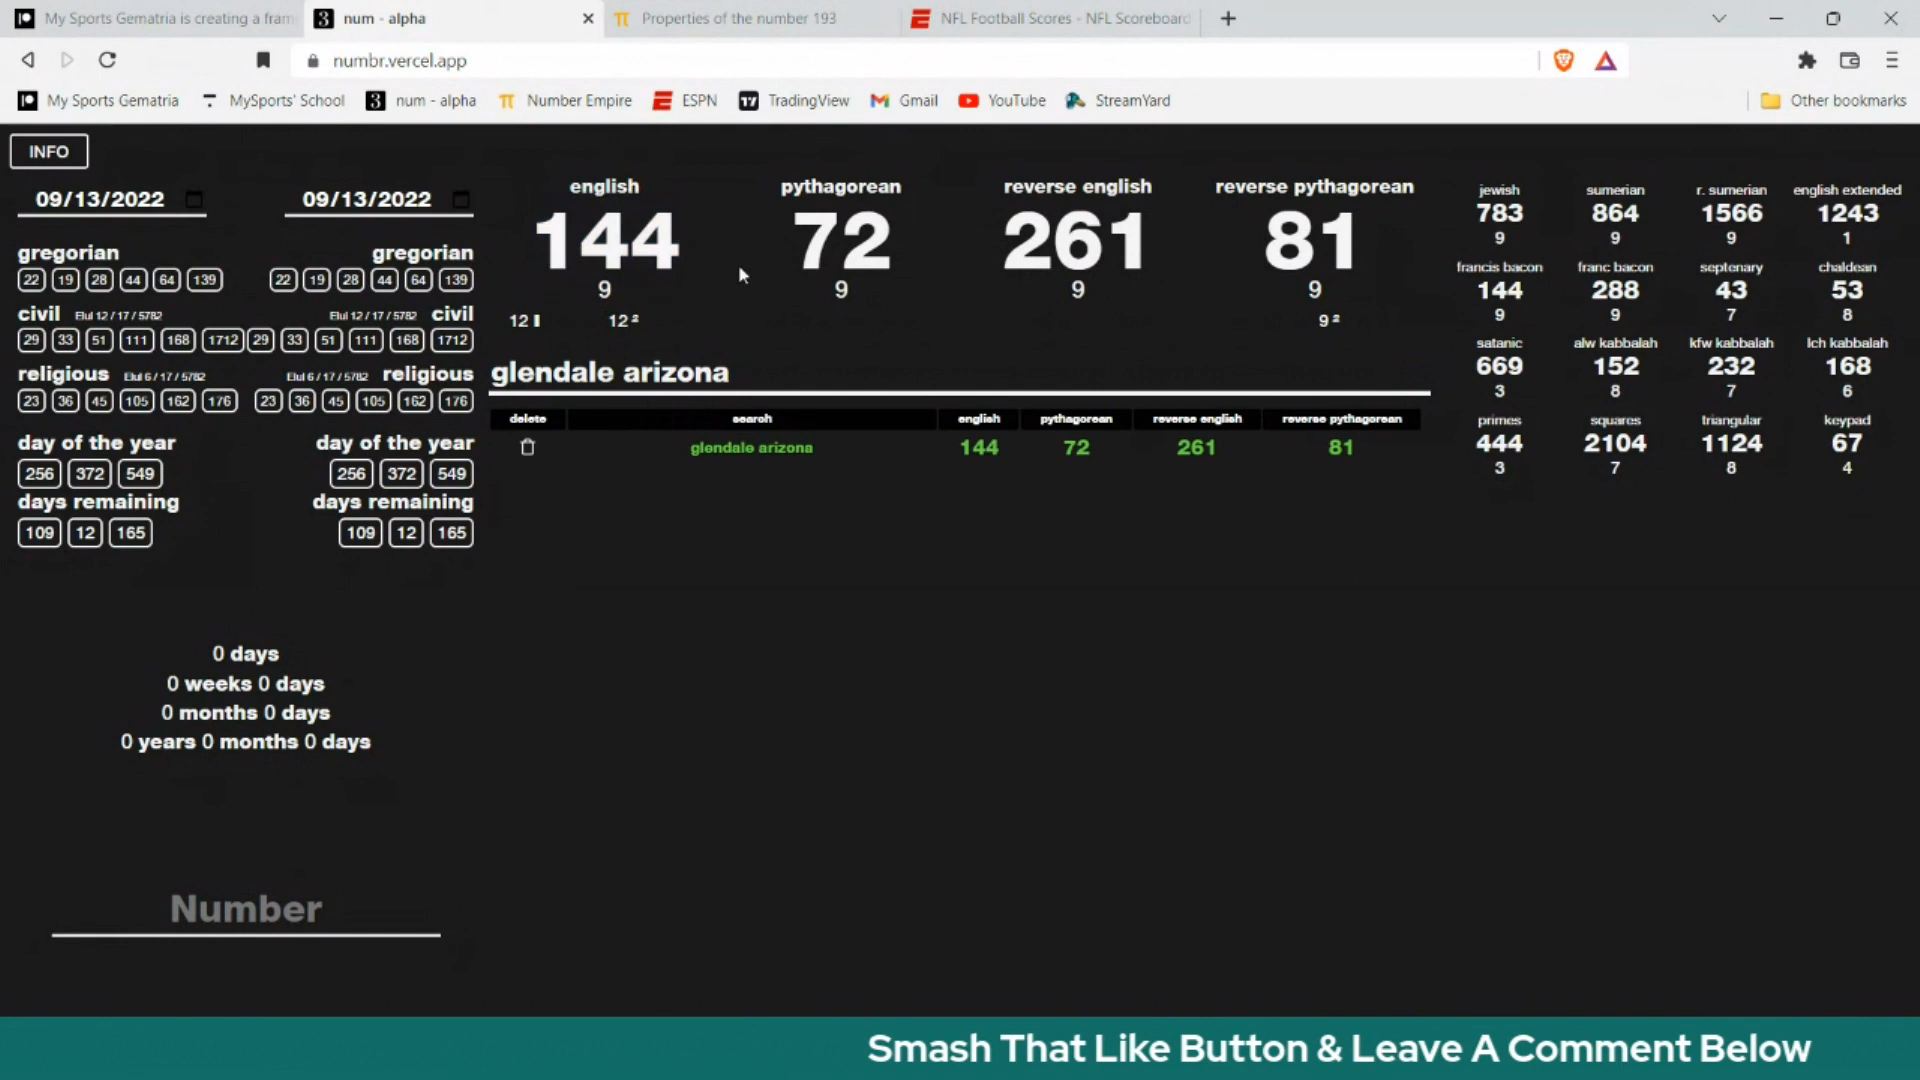 My Sports Gematria is creating a fram
num - alpha
Properties of the number 193
NFL Football Scores - NFL Scoreboard
numbr.vercel.app
My Sports Gematria MySports' School num - alpha Number Empire ESPN TradingView Gmail YouTube StreamYard Other bookmarks
INFO
09/13/2022 09/13/2022
gregorian gregorian
22 19 28 44 64 139 22 19 28 44 64 139
civil Elul 12 / 17 / 5782 Elul 12 / 17 / 5782 civil
29 33 51 111 168 1712 29 33 51 111 168 1712
religious Elul 6 / 17 / 5782 Elul 6 / 17 / 5782 religious
23 36 45 105 162 176 23 36 45 105 162 176
day of the year day of the year
256 372 549 256 372 549
days remaining days remaining
109 12 165 109 12 165
0 days
0 weeks 0 days
0 months 0 days
0 years 0 months 0 days
Number
english pythagorean reverse english reverse pythagorean
144 72 261 81
9 9 9 9
12 12² 9²
glendale arizona
delete search english pythagorean reverse english reverse pythagorean
glendale arizona 144 72 261 81
jewish sumerian r. sumerian english extended
783 864 1566 1243
9 9 9 1
francis bacon franc bacon septenary chaldean
144 288 43 53
9 9 7 8
satanic alw kabbalah kfw kabbalah lch kabbalah
669 152 232 168
3 8 7 6
primes squares triangular keypad
444 2104 1124 67
3 7 8 4
Smash That Like Button & Leave A Comment Below